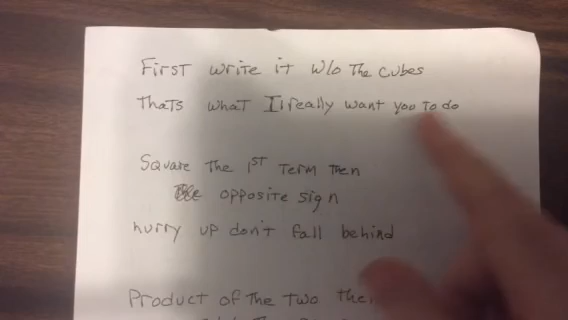 First write it w/o The cubes
Thats what I really want you to do
Square The 1ST Term Then
opposite sign
hurry up don't fall behind
Product of The two